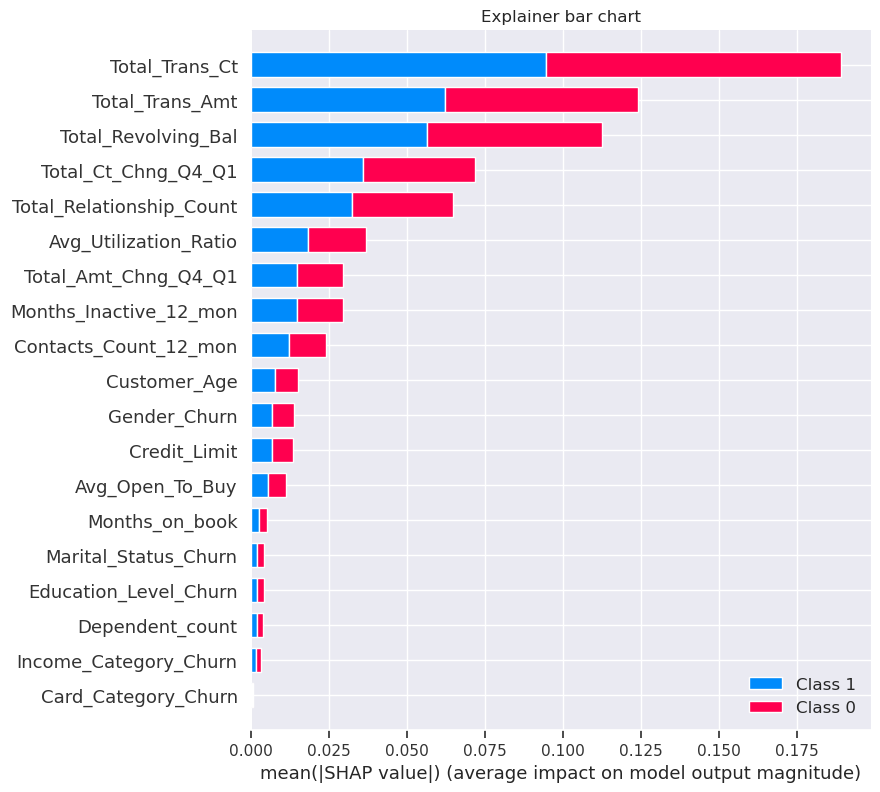 Explainer bar chart
Total_Trans_Ct
Total_Trans_Amt
Total_Revolving_Bal
Total_Ct_Chng_Q4_Q1
Total_Relationship_Count
Avg_Utilization_Ratio
Total_Amt_Chng_Q4_Q1
Months_Inactive_12_mon
Contacts_Count_12_mon
Customer_Age
Gender_Churn
Credit_Limit
Avg_Open_To_Buy
Months_on_book
Marital_Status_Churn
Education_Level_Churn
Dependent_count
Income_Category_Churn
Card_Category_Churn
Class 1
Class 0
0.000 0.025 0.050 0.075 0.100 0.125 0.150 0.175
mean(|SHAP value|) (average impact on model output magnitude)